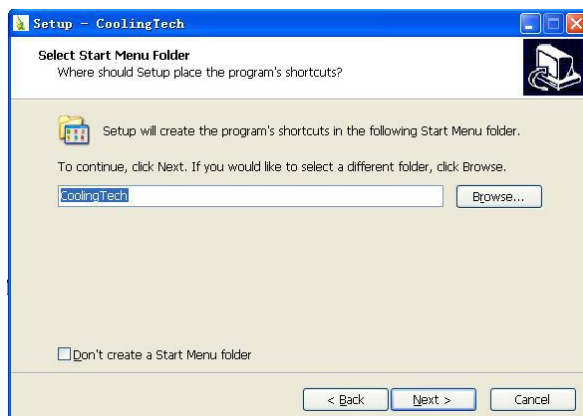 Setup - CoolingTech
Select Start Menu Folder
Where should Setup place the program's shortcuts?
Setup will create the program's shortcuts in the following Start Menu folder.
To continue, click Next. If you would like to select a different folder, click Browse.
CoolingTech
Browse...
Don't create a Start Menu folder
< Back
Next >
Cancel